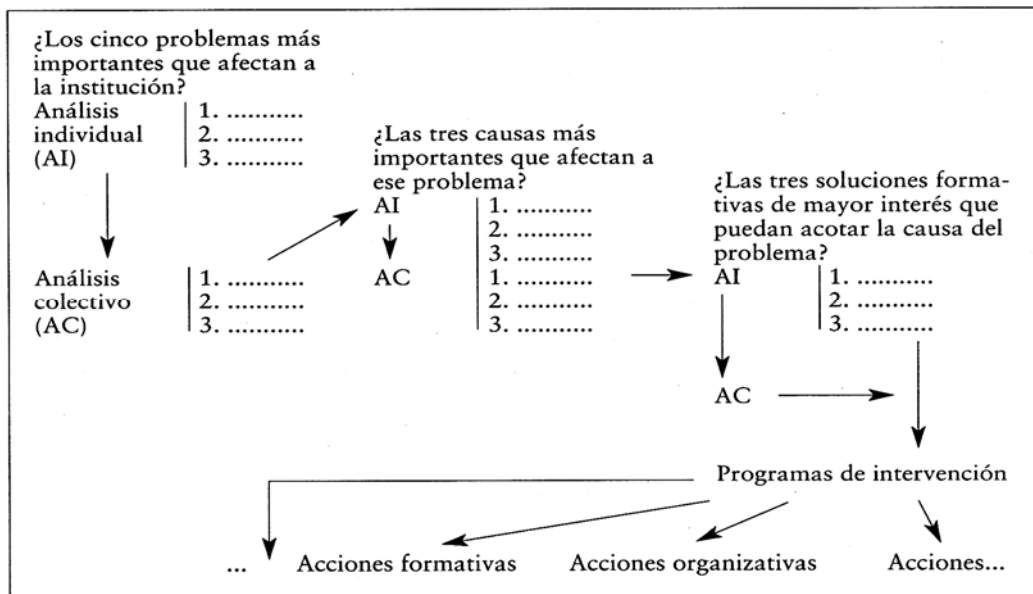 ¿Los cinco problemas más
importantes que afectan a
la institución?
Análisis
individual
(AI)
1. ...........
2. ...........
3. ...........
Análisis
colectivo
(AC)
1. ...........
2. ...........
3. ...........
¿Las tres causas más
importantes que afectan a
ese problema?
AI
1. ...........
2. ...........
3. ...........
AC
1. ...........
2. ...........
3. ...........
¿Las tres soluciones forma-
tivas de mayor interés que
puedan acotar la causa del
problema?
AI
1. ...........
2. ...........
3. ...........
AC
Programas de intervención
...
Acciones formativas
Acciones organizativas
Acciones...